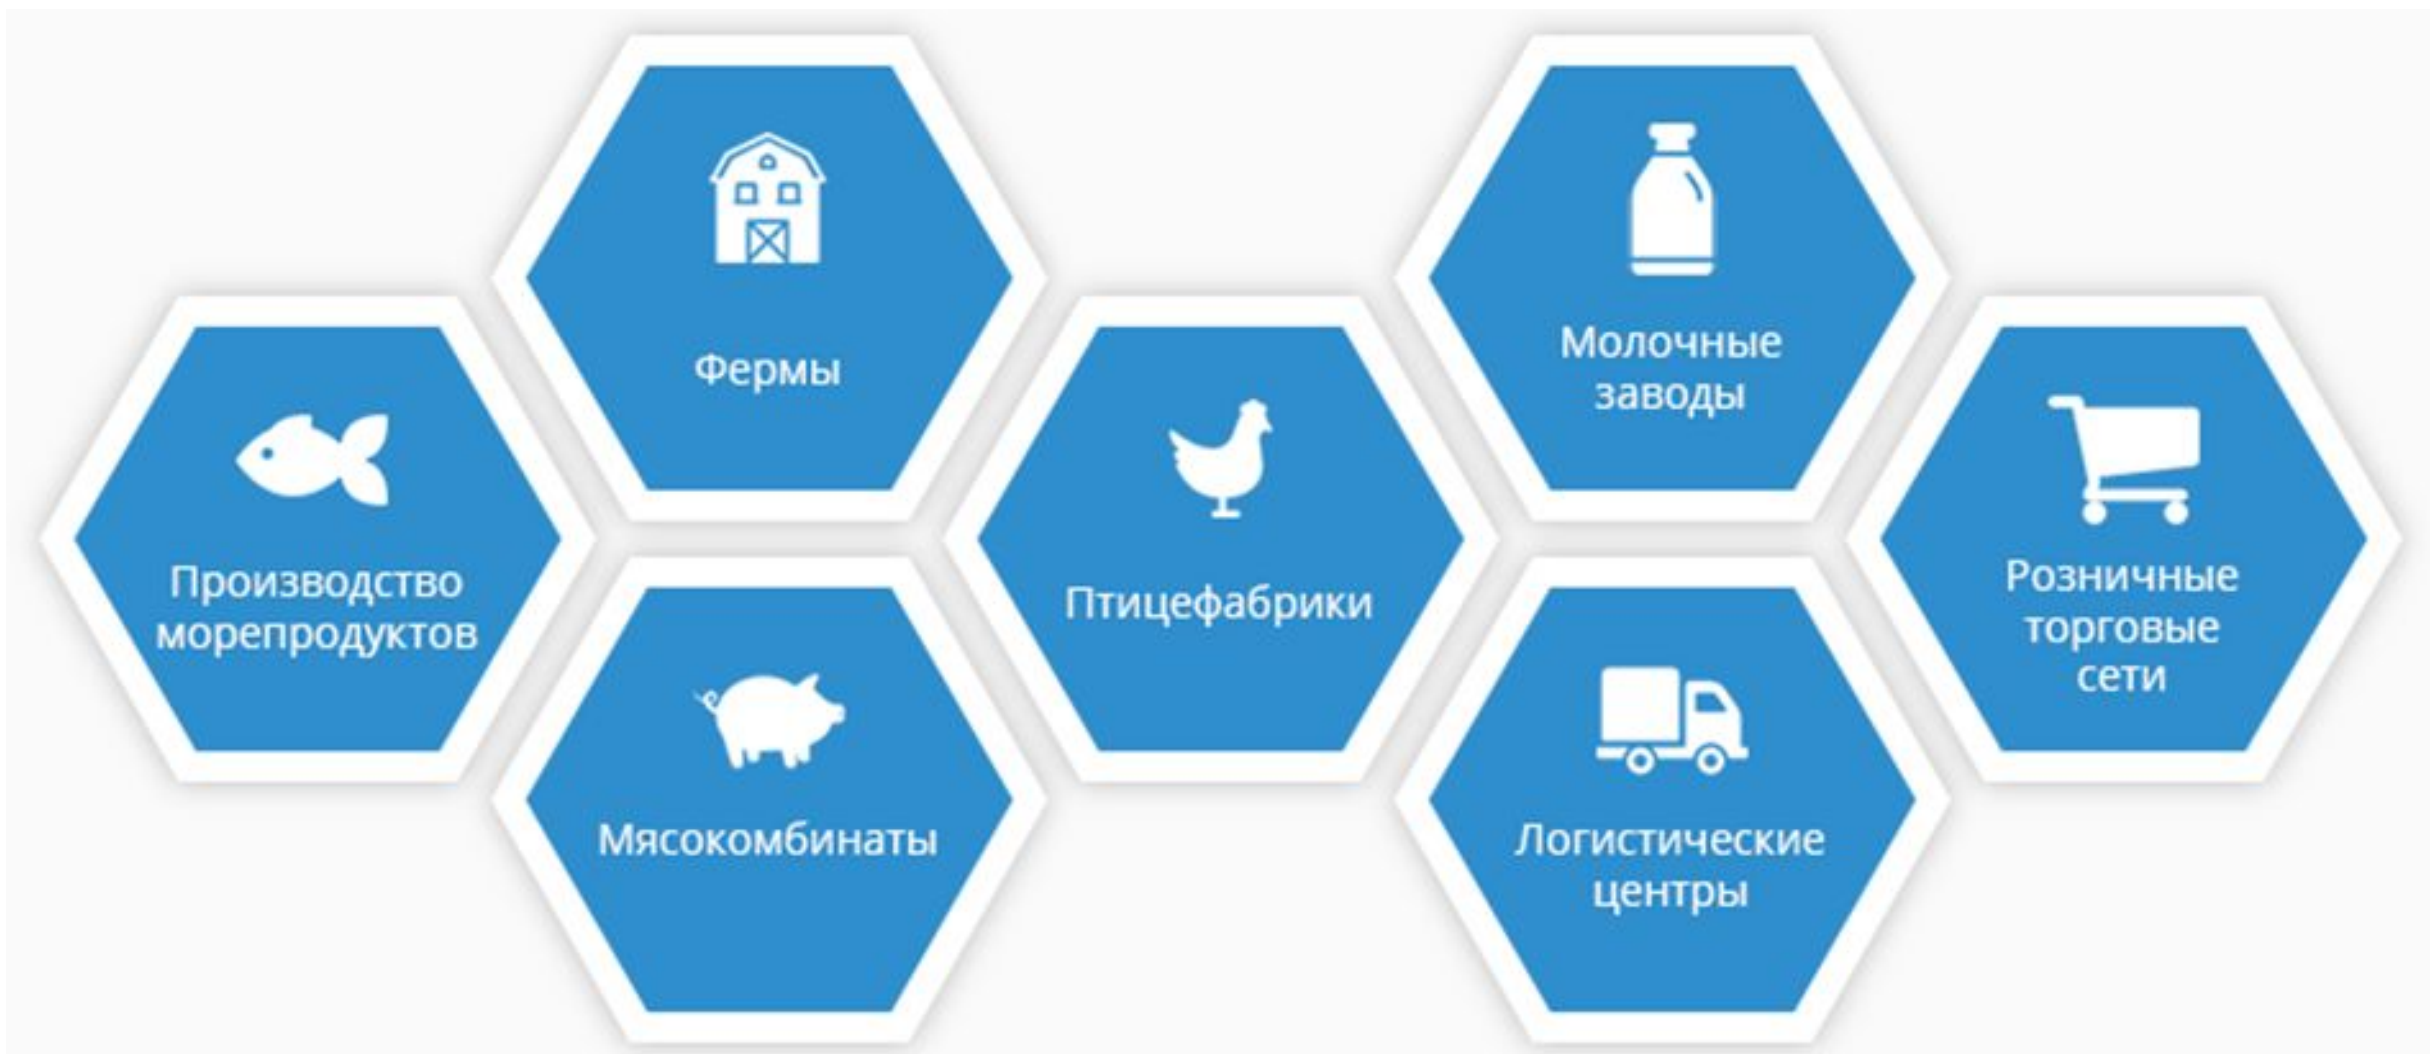 Производство
морепродуктов
Фермы
Мясокомбинаты
Птицефабрики
Молочные
заводы
Логистические
центры
Розничные
торговые
сети